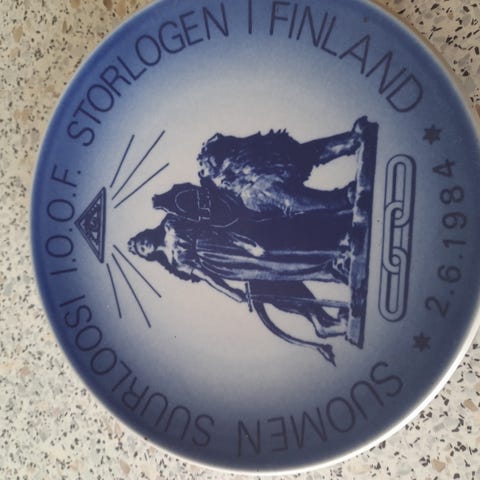 SUOMEN SUURLOOSI I.O.O.F. STORLOGEN I FINLAND
★ 2.6.1984 ★